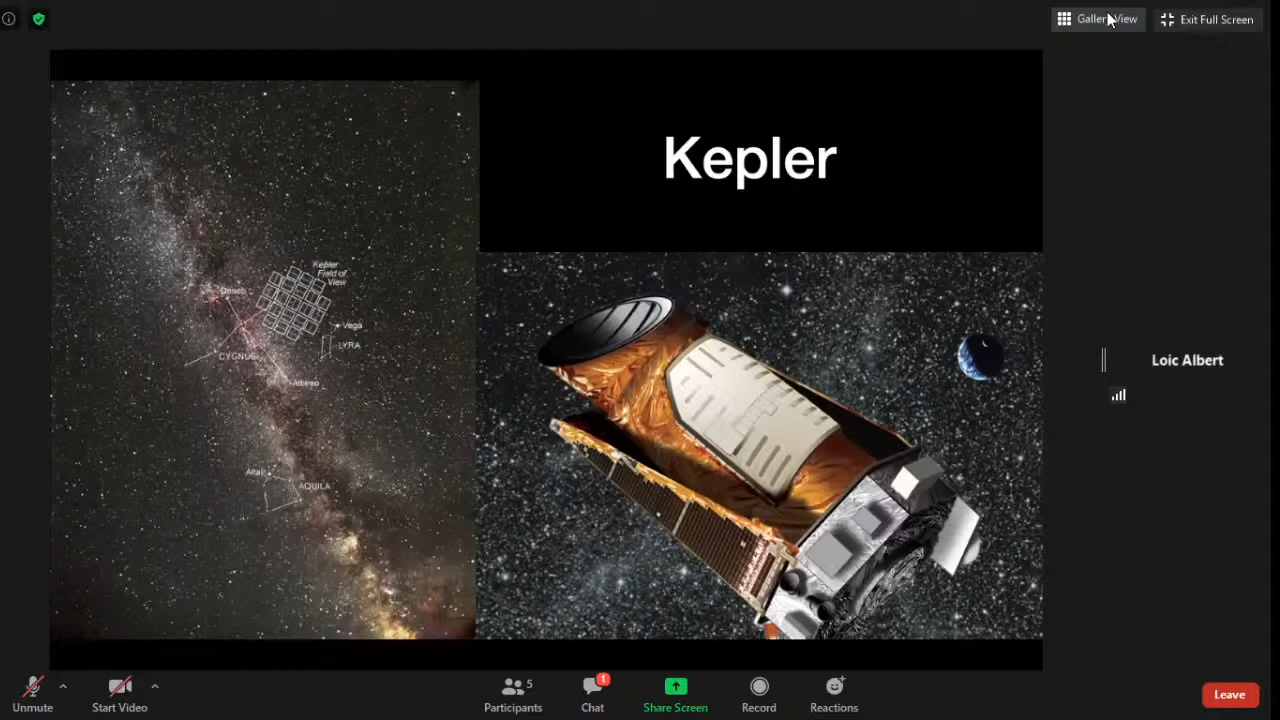 Gallery View
Exit Full Screen
Kepler
Kepler
Field of
View
Deneb
Vega
LYRA
CYGNUS
Albireo
Altair
AQUILA
Loic Albert
Unmute
Start Video
Participants
5
Chat
1
Share Screen
Record
Reactions
Leave